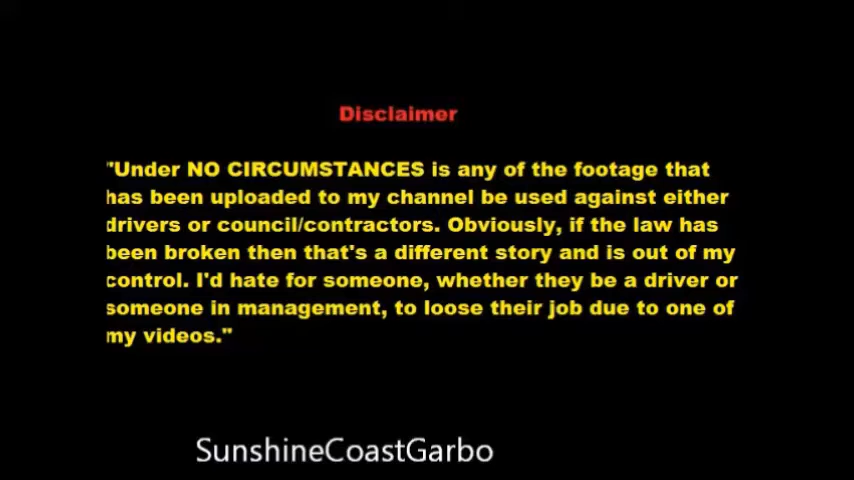 Disclaimer
"Under NO CIRCUMSTANCES is any of the footage that
has been uploaded to my channel be used against either
drivers or council/contractors. Obviously, if the law has
been broken then that's a different story and is out of my
control. I'd hate for someone, whether they be a driver or
someone in management, to loose their job due to one of
my videos."
SunshineCoastGarbo